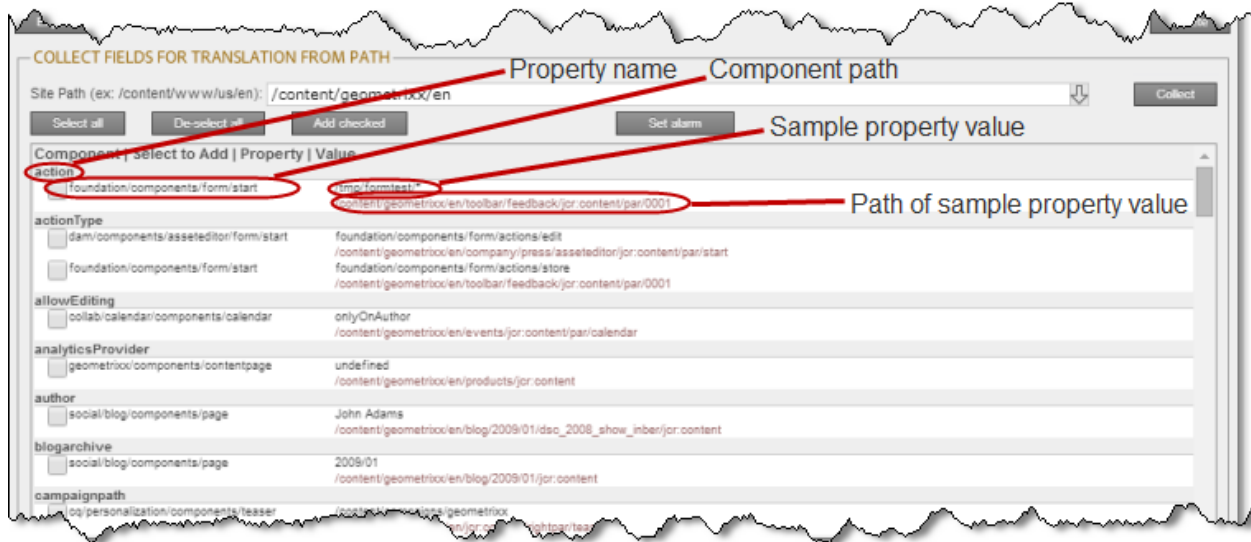 COLLECT FIELDS FOR TRANSLATION FROM PATH
Property name Component path
Site Path (ex: /content/www/us/en): /content/geometrixx/en Collect
Select all De-select all Add checked Set alarm
Sample property value
Component | Select to Add | Property | Value
action
foundation/components/form/start /tmp/formtest/*
/content/geometrixx/en/toolbar/feedback/jcr:content/par/0001
Path of sample property value
actionType
dam/components/asseteditor/form/start foundation/components/form/actions/edit
/content/geometrixx/en/company/press/asseteditor/jcr:content/par/start
foundation/components/form/start foundation/components/form/actions/store
/content/geometrixx/en/toolbar/feedback/jcr:content/par/0001
allowEditing
collab/calendar/components/calendar onlyOnAuthor
/content/geometrixx/en/events/jcr:content/par/calendar
analyticsProvider
geometrixx/components/contentpage undefined
/content/geometrixx/en/products/jcr:content
author
social/blog/components/page John Adams
/content/geometrixx/en/blog/2009/01/dsc_2008_show_inber/jcr:content
blogarchive
social/blog/components/page 2009/01
/content/geometrixx/en/blog/2009/01/jcr:content
campaignpath
cq/personalization/components/teaser